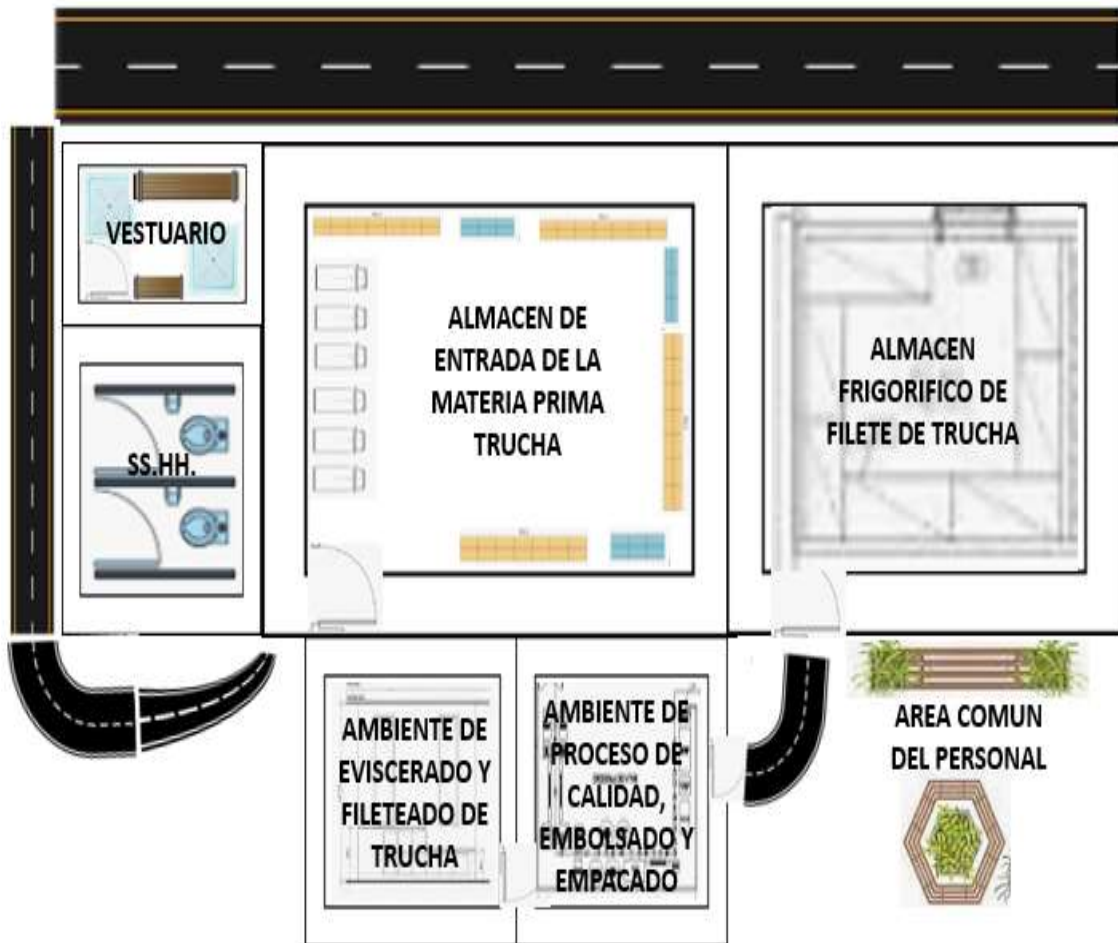 VESTUARIO
SS.HH.
ALMACEN DE
ENTRADA DE LA
MATERIA PRIMA
TRUCHA
ALMACEN
FRIGORIFICO DE
FILETE DE TRUCHA
AMBIENTE DE
EVISCERADO Y
FILETEADO DE
TRUCHA
AMBIENTE DE
PROCESO DE
CALIDAD,
EMBOLSADO Y
EMPACADO
AREA COMUN
DEL PERSONAL